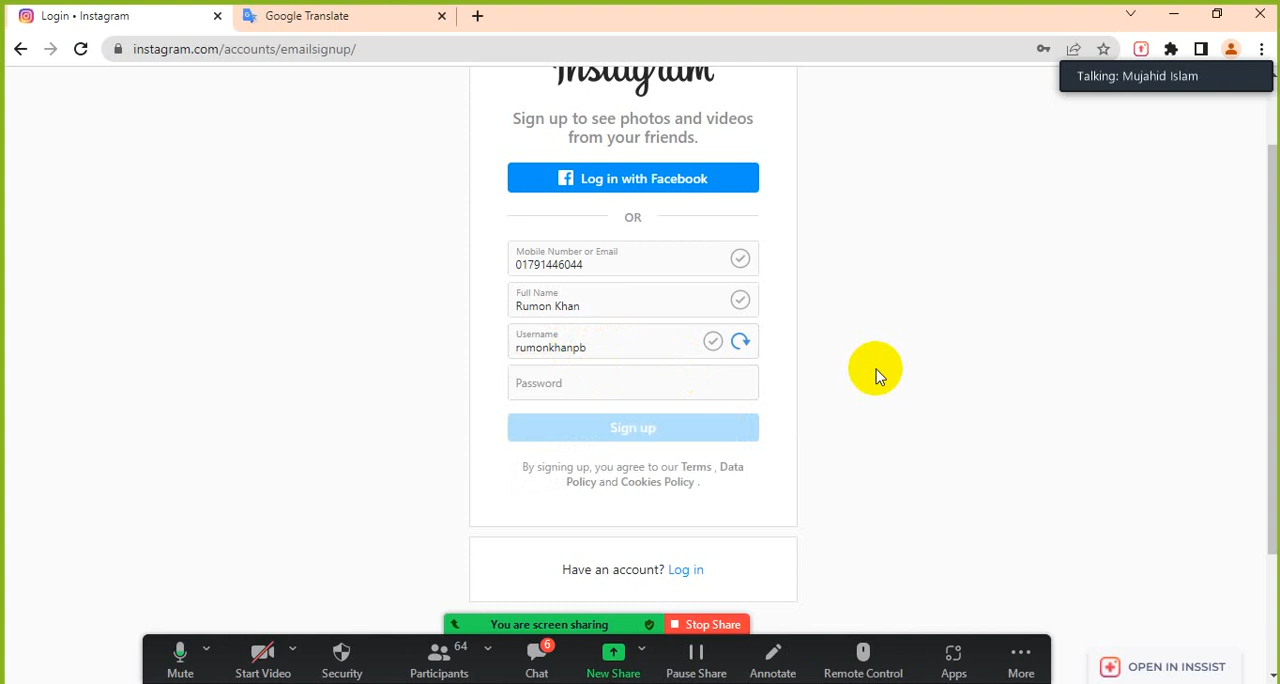 Login • Instagram
Google Translate
instagram.com/accounts/emailsignup/
Talking: Mujahid Islam
Instagram
Sign up to see photos and videos
from your friends.
Log in with Facebook
OR
Mobile Number or Email
01791446044
Full Name
Rumon Khan
Username
rumonkhanpb
Password
Sign up
By signing up, you agree to our Terms , Data
Policy and Cookies Policy .
Have an account? Log in
You are screen sharing
Stop Share
64
6
Mute
Start Video
Security
Participants
Chat
New Share
Pause Share
Annotate
Remote Control
Apps
More
OPEN IN INSSIST